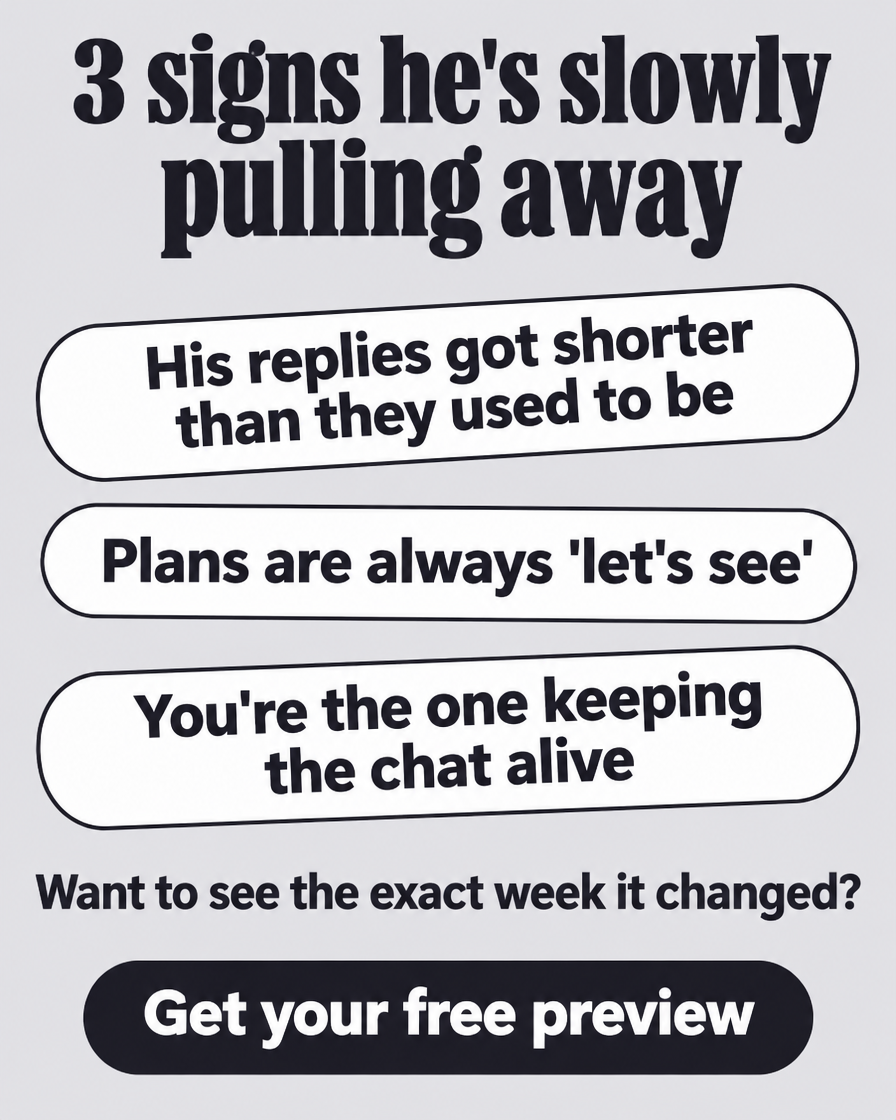 3 signs he's slowly
pulling away
His replies got shorter
than they used to be
Plans are always 'let's see'
You're the one keeping
the chat alive
Want to see the exact week it changed?
Get your free preview